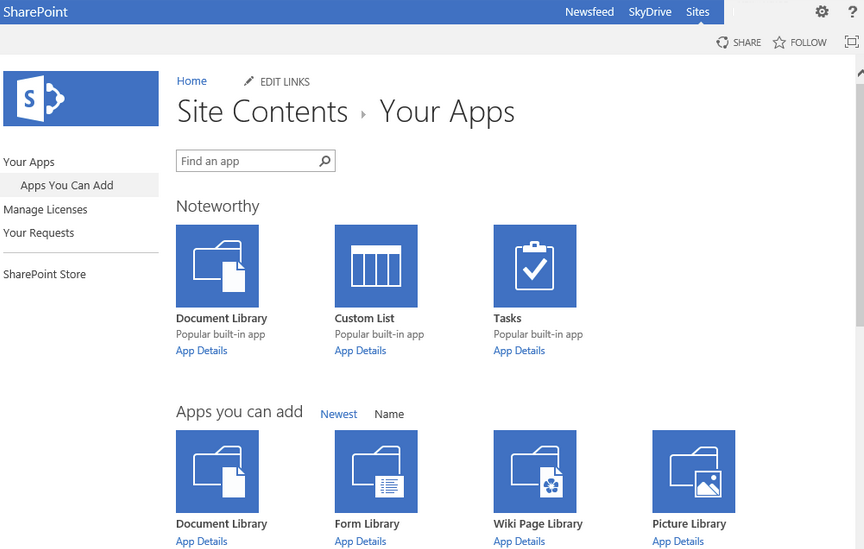 SharePoint
Newsfeed SkyDrive Sites ?
SHARE FOLLOW
S
Home EDIT LINKS
Site Contents Your Apps
Find an app
Your Apps
Apps You Can Add
Manage Licenses
Your Requests
SharePoint Store
Noteworthy
Document Library Custom List Tasks
Popular built-in app Popular built-in app Popular built-in app
App Details App Details App Details
Apps you can add Newest Name
Document Library Form Library Wiki Page Library Picture Library
App Details App Details App Details App Details